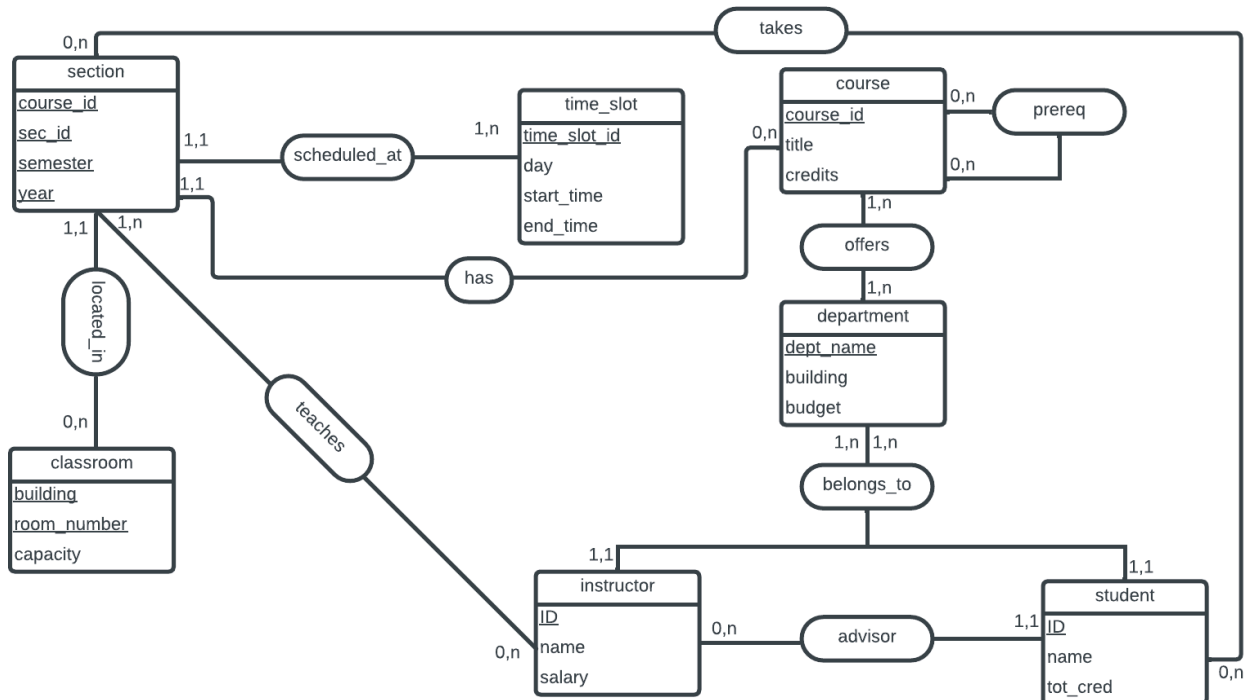 takes
0,n
section
course_id
sec_id
semester
year
1,1
scheduled_at
1,n
time_slot
time_slot_id
day
start_time
end_time
0,n
course
course_id
title
credits
0,n
prereq
0,n
1,1
has
1,n
offers
1,n
department
dept_name
building
budget
1,n
1,n
belongs_to
1,1
1,n
located_in
0,n
classroom
building
room_number
capacity
teaches
0,n
1,1
instructor
ID
name
salary
0,n
advisor
1,1
1,1
student
ID
name
tot_cred
0,n